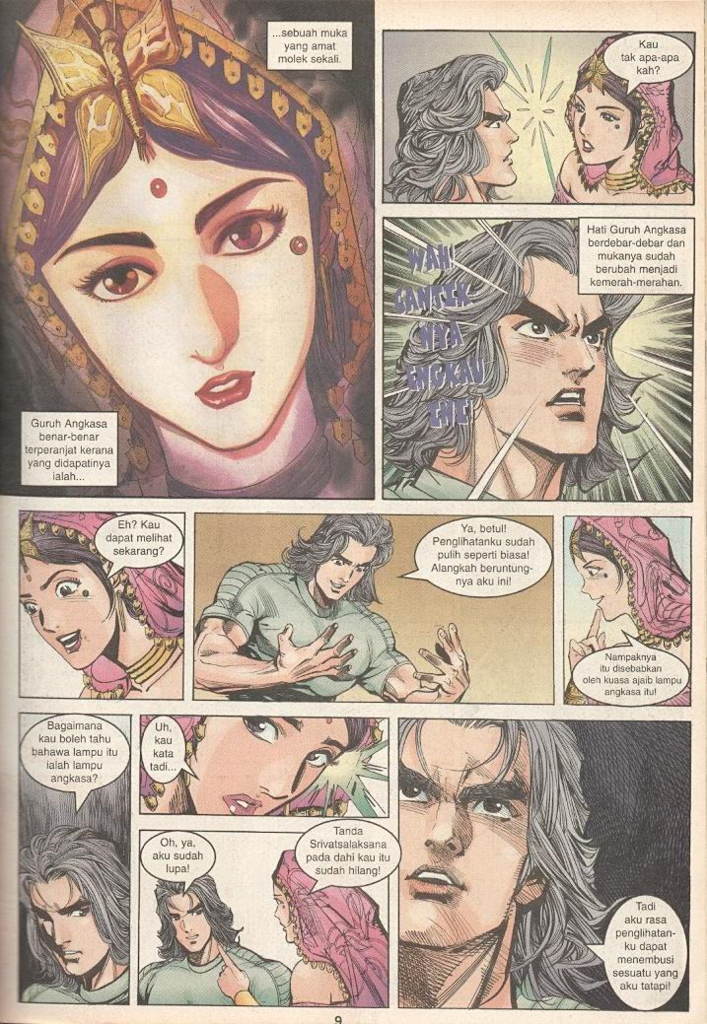 ...sebuah muka
yang amat
molek sekali.
Guruh Angkasa
benar-benar
terperanjat kerana
yang didapatinya
ialah...
Kau
tak apa-apa
kah?
Hati Guruh Angkasa
berdebar-debar dan
mukanya sudah
berubah menjadi
kemerah-merahan.
WAH!
CANTIK
NYA
ENGKAU
INI!
Eh? Kau
dapat melihat
sekarang?
Ya, betul!
Penglihatanku sudah
pulih seperti biasa!
Alangkah beruntung-
nya aku ini!
Nampaknya
itu disebabkan
oleh kuasa ajaib lampu
angkasa itu!
Bagaimana
kau boleh tahu
bahawa lampu itu
ialah lampu
angkasa?
Uh,
kau
kata
tadi...
Oh, ya,
aku sudah
lupa!
Tanda
Srivatsalaksana
pada dahi kau itu
sudah hilang!
Tadi
aku rasa
penglihatan-
ku dapat
menembusi
sesuatu yang
aku tatapi!
9